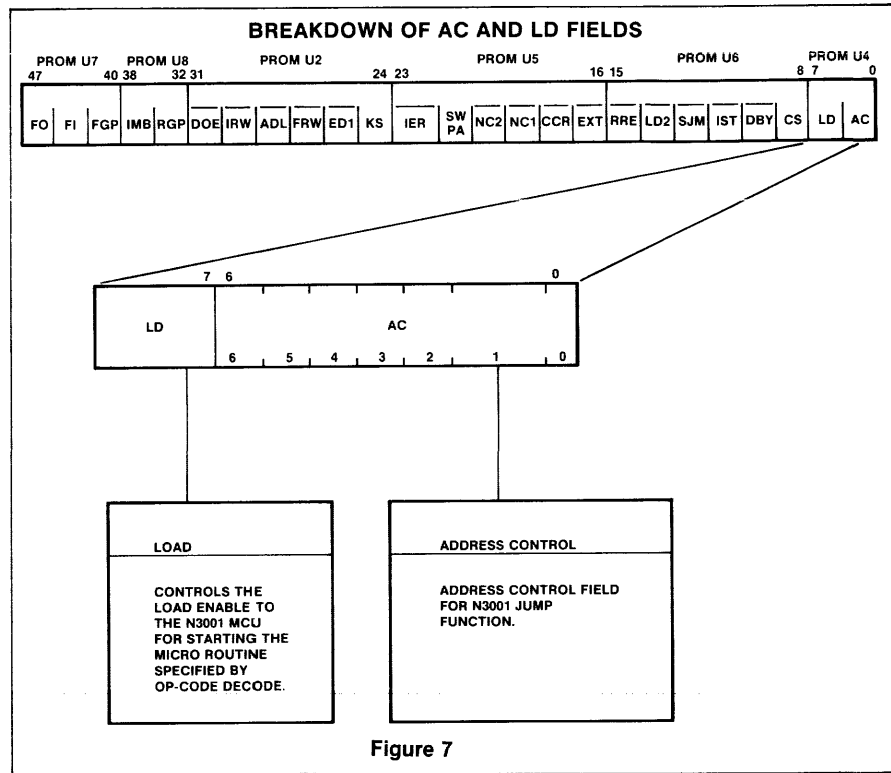 BREAKDOWN OF AC AND LD FIELDS
PROM U7 PROM U8 PROM U2 PROM U5 PROM U6 PROM U4
47 40 38 32 31 24 23 16 15 8 7 0
FO FI FGP IMB RGP DOE IRW ADL FRW ED1 KS IER SW PA NC2 NC1 CCR EXT RRE LD2 SJM IST DBY CS LD AC
7 6 0
LD AC
6 5 4 3 2 1 0
LOAD
CONTROLS THE
LOAD ENABLE TO
THE N3001 MCU
FOR STARTING THE
MICRO ROUTINE
SPECIFIED BY
OP-CODE DECODE.
ADDRESS CONTROL
ADDRESS CONTROL FIELD
FOR N3001 JUMP
FUNCTION.
Figure 7